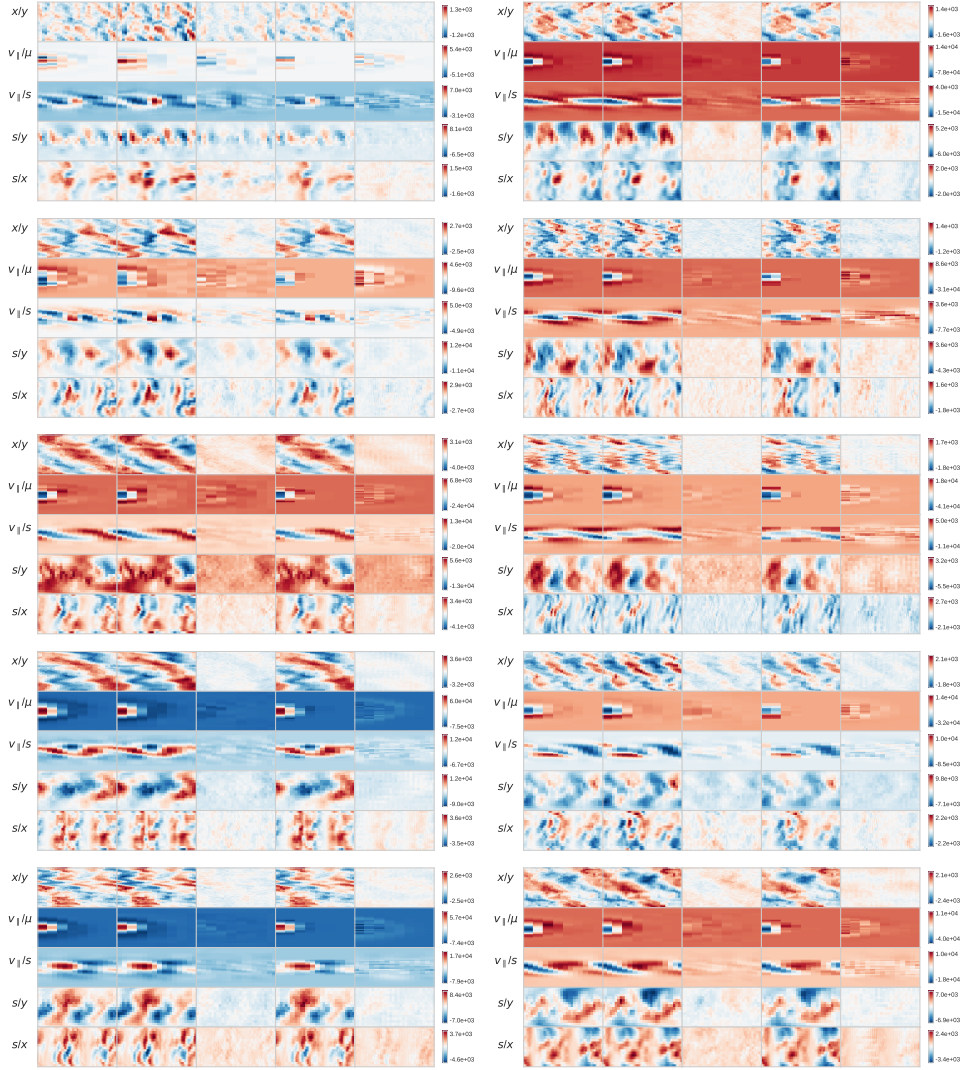 x/y 1.3e+03 -1.2e+03
v∥/μ 5.4e+03 -5.1e+03
v∥/s 7.0e+03 -3.1e+03
s/y 8.1e+03 -6.5e+03
s/x 1.5e+03 -1.6e+03
x/y 1.4e+03 -1.6e+03
v∥/μ 1.4e+04 -7.8e+04
v∥/s 4.0e+03 -1.5e+04
s/y 5.2e+03 -6.0e+03
s/x 2.0e+03 -2.0e+03
x/y 2.7e+03 -2.5e+03
v∥/μ 4.6e+03 -9.6e+03
v∥/s 5.0e+03 -4.9e+03
s/y 1.2e+04 -1.1e+04
s/x 2.9e+03 -2.7e+03
x/y 1.4e+03 -1.2e+03
v∥/μ 8.6e+03 -3.1e+04
v∥/s 3.6e+03 -7.7e+03
s/y 3.6e+03 -4.3e+03
s/x 1.6e+03 -1.8e+03
x/y 3.1e+03 -4.0e+03
v∥/μ 6.8e+03 -2.4e+04
v∥/s 1.3e+04 -2.0e+04
s/y 5.6e+03 -1.3e+04
s/x 3.4e+03 -4.1e+03
x/y 1.7e+03 -1.8e+03
v∥/μ 1.8e+04 -4.1e+04
v∥/s 5.0e+03 -1.1e+04
s/y 3.2e+03 -5.5e+03
s/x 2.7e+03 -2.1e+03
x/y 3.6e+03 -3.2e+03
v∥/μ 6.0e+04 -7.5e+03
v∥/s 1.2e+04 -6.7e+03
s/y 1.2e+04 -9.0e+03
s/x 3.6e+03 -3.5e+03
x/y 2.1e+03 -1.8e+03
v∥/μ 1.4e+04 -3.2e+04
v∥/s 1.0e+04 -8.5e+03
s/y 9.8e+03 -7.1e+03
s/x 2.2e+03 -2.2e+03
x/y 2.6e+03 -2.5e+03
v∥/μ 5.7e+04 -7.4e+03
v∥/s 1.7e+04 -7.9e+03
s/y 8.4e+03 -7.0e+03
s/x 3.7e+03 -4.6e+03
x/y 2.1e+03 -2.4e+03
v∥/μ 1.1e+04 -4.0e+04
v∥/s 1.0e+04 -1.8e+04
s/y 7.0e+03 -6.9e+03
s/x 2.4e+03 -3.4e+03